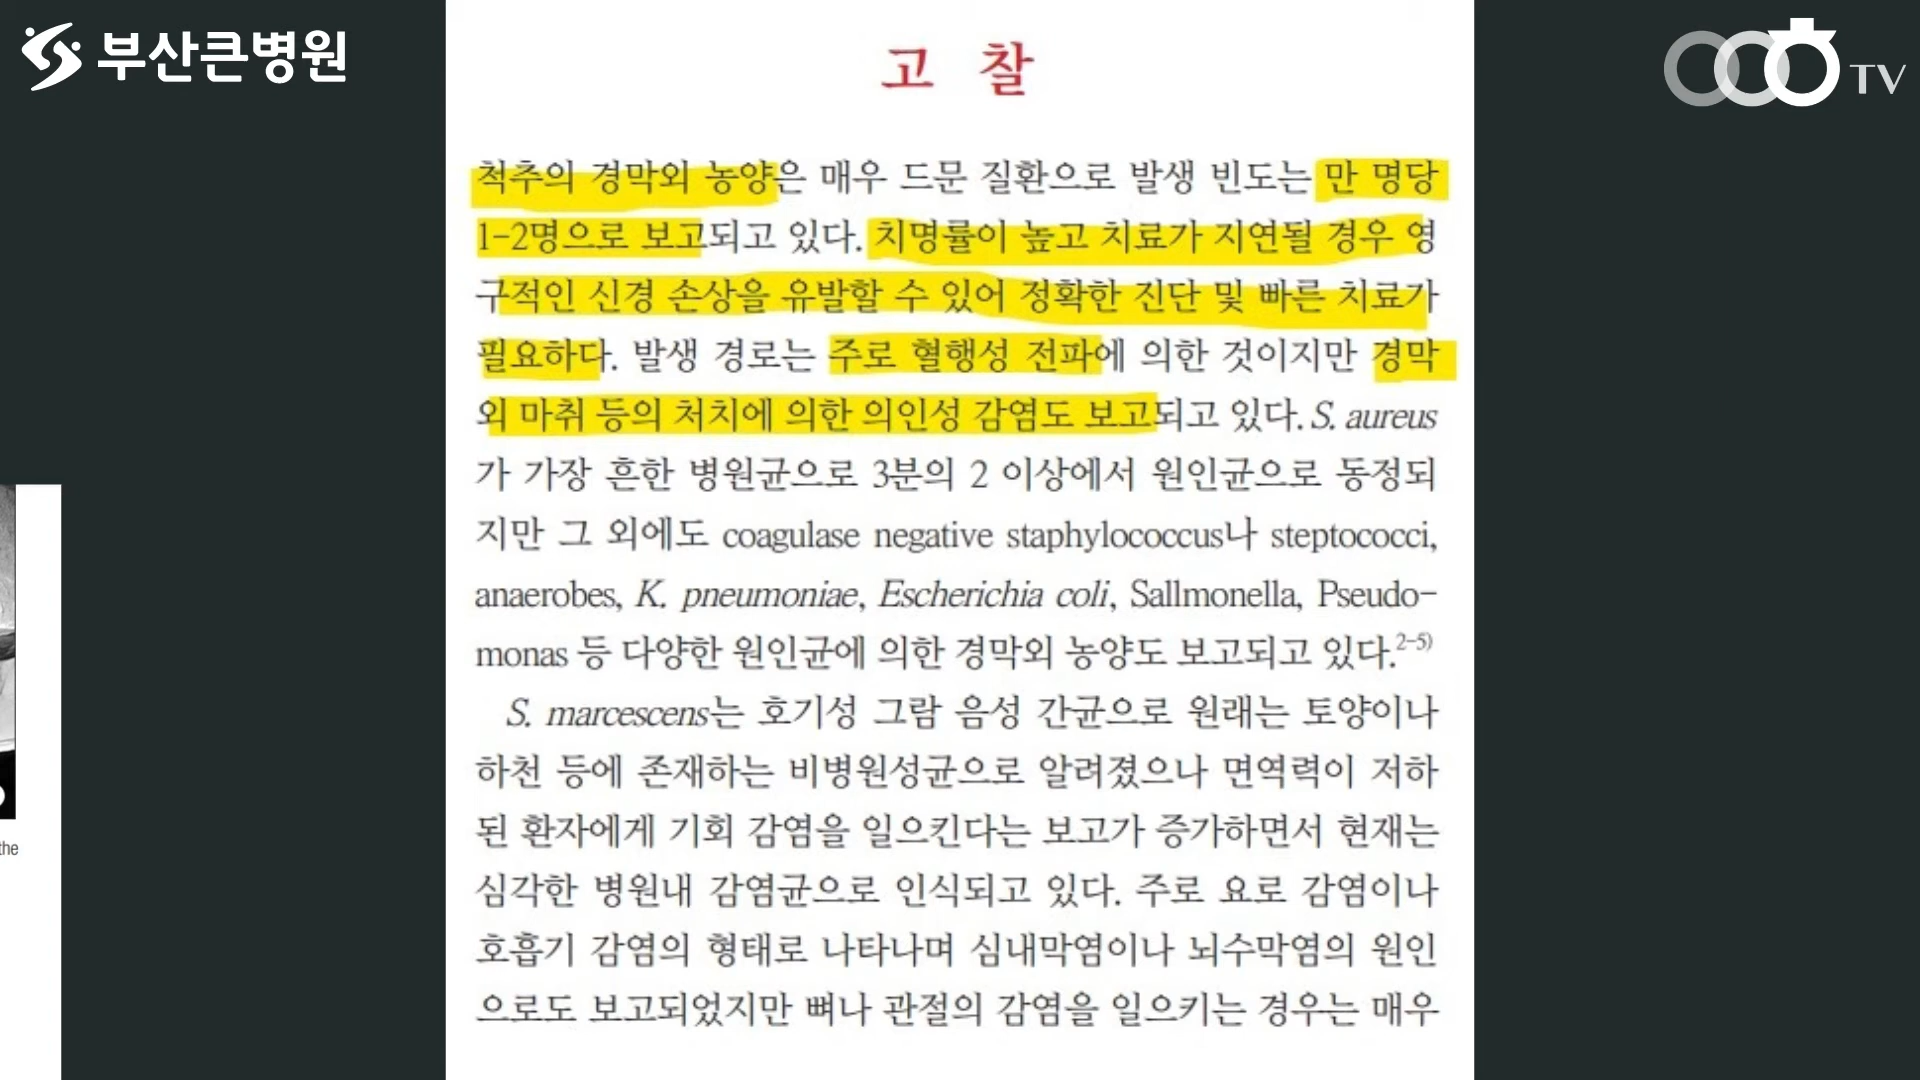 부산큰병원
TV
고 찰
척추의 경막외 농양은 매우 드문 질환으로 발생 빈도는 만 명당
1-2명으로 보고되고 있다. 치명률이 높고 치료가 지연될 경우 영
구적인 신경 손상을 유발할 수 있어 정확한 진단 및 빠른 치료가
필요하다. 발생 경로는 주로 혈행성 전파에 의한 것이지만 경막
외 마취 등의 처치에 의한 의인성 감염도 보고되고 있다. S. aureus
가 가장 흔한 병원균으로 3분의 2 이상에서 원인균으로 동정되
지만 그 외에도 coagulase negative staphylococcus나 steptococci,
anaerobes, K. pneumoniae, Escherichia coli, Sallmonella, Pseudo-
monas 등 다양한 원인균에 의한 경막외 농양도 보고되고 있다.2-5)
S. marcescens는 호기성 그람 음성 간균으로 원래는 토양이나
하천 등에 존재하는 비병원성균으로 알려졌으나 면역력이 저하
된 환자에게 기회 감염을 일으킨다는 보고가 증가하면서 현재는
심각한 병원내 감염균으로 인식되고 있다. 주로 요로 감염이나
호흡기 감염의 형태로 나타나며 심내막염이나 뇌수막염의 원인
으로도 보고되었지만 뼈나 관절의 감염을 일으키는 경우는 매우
the